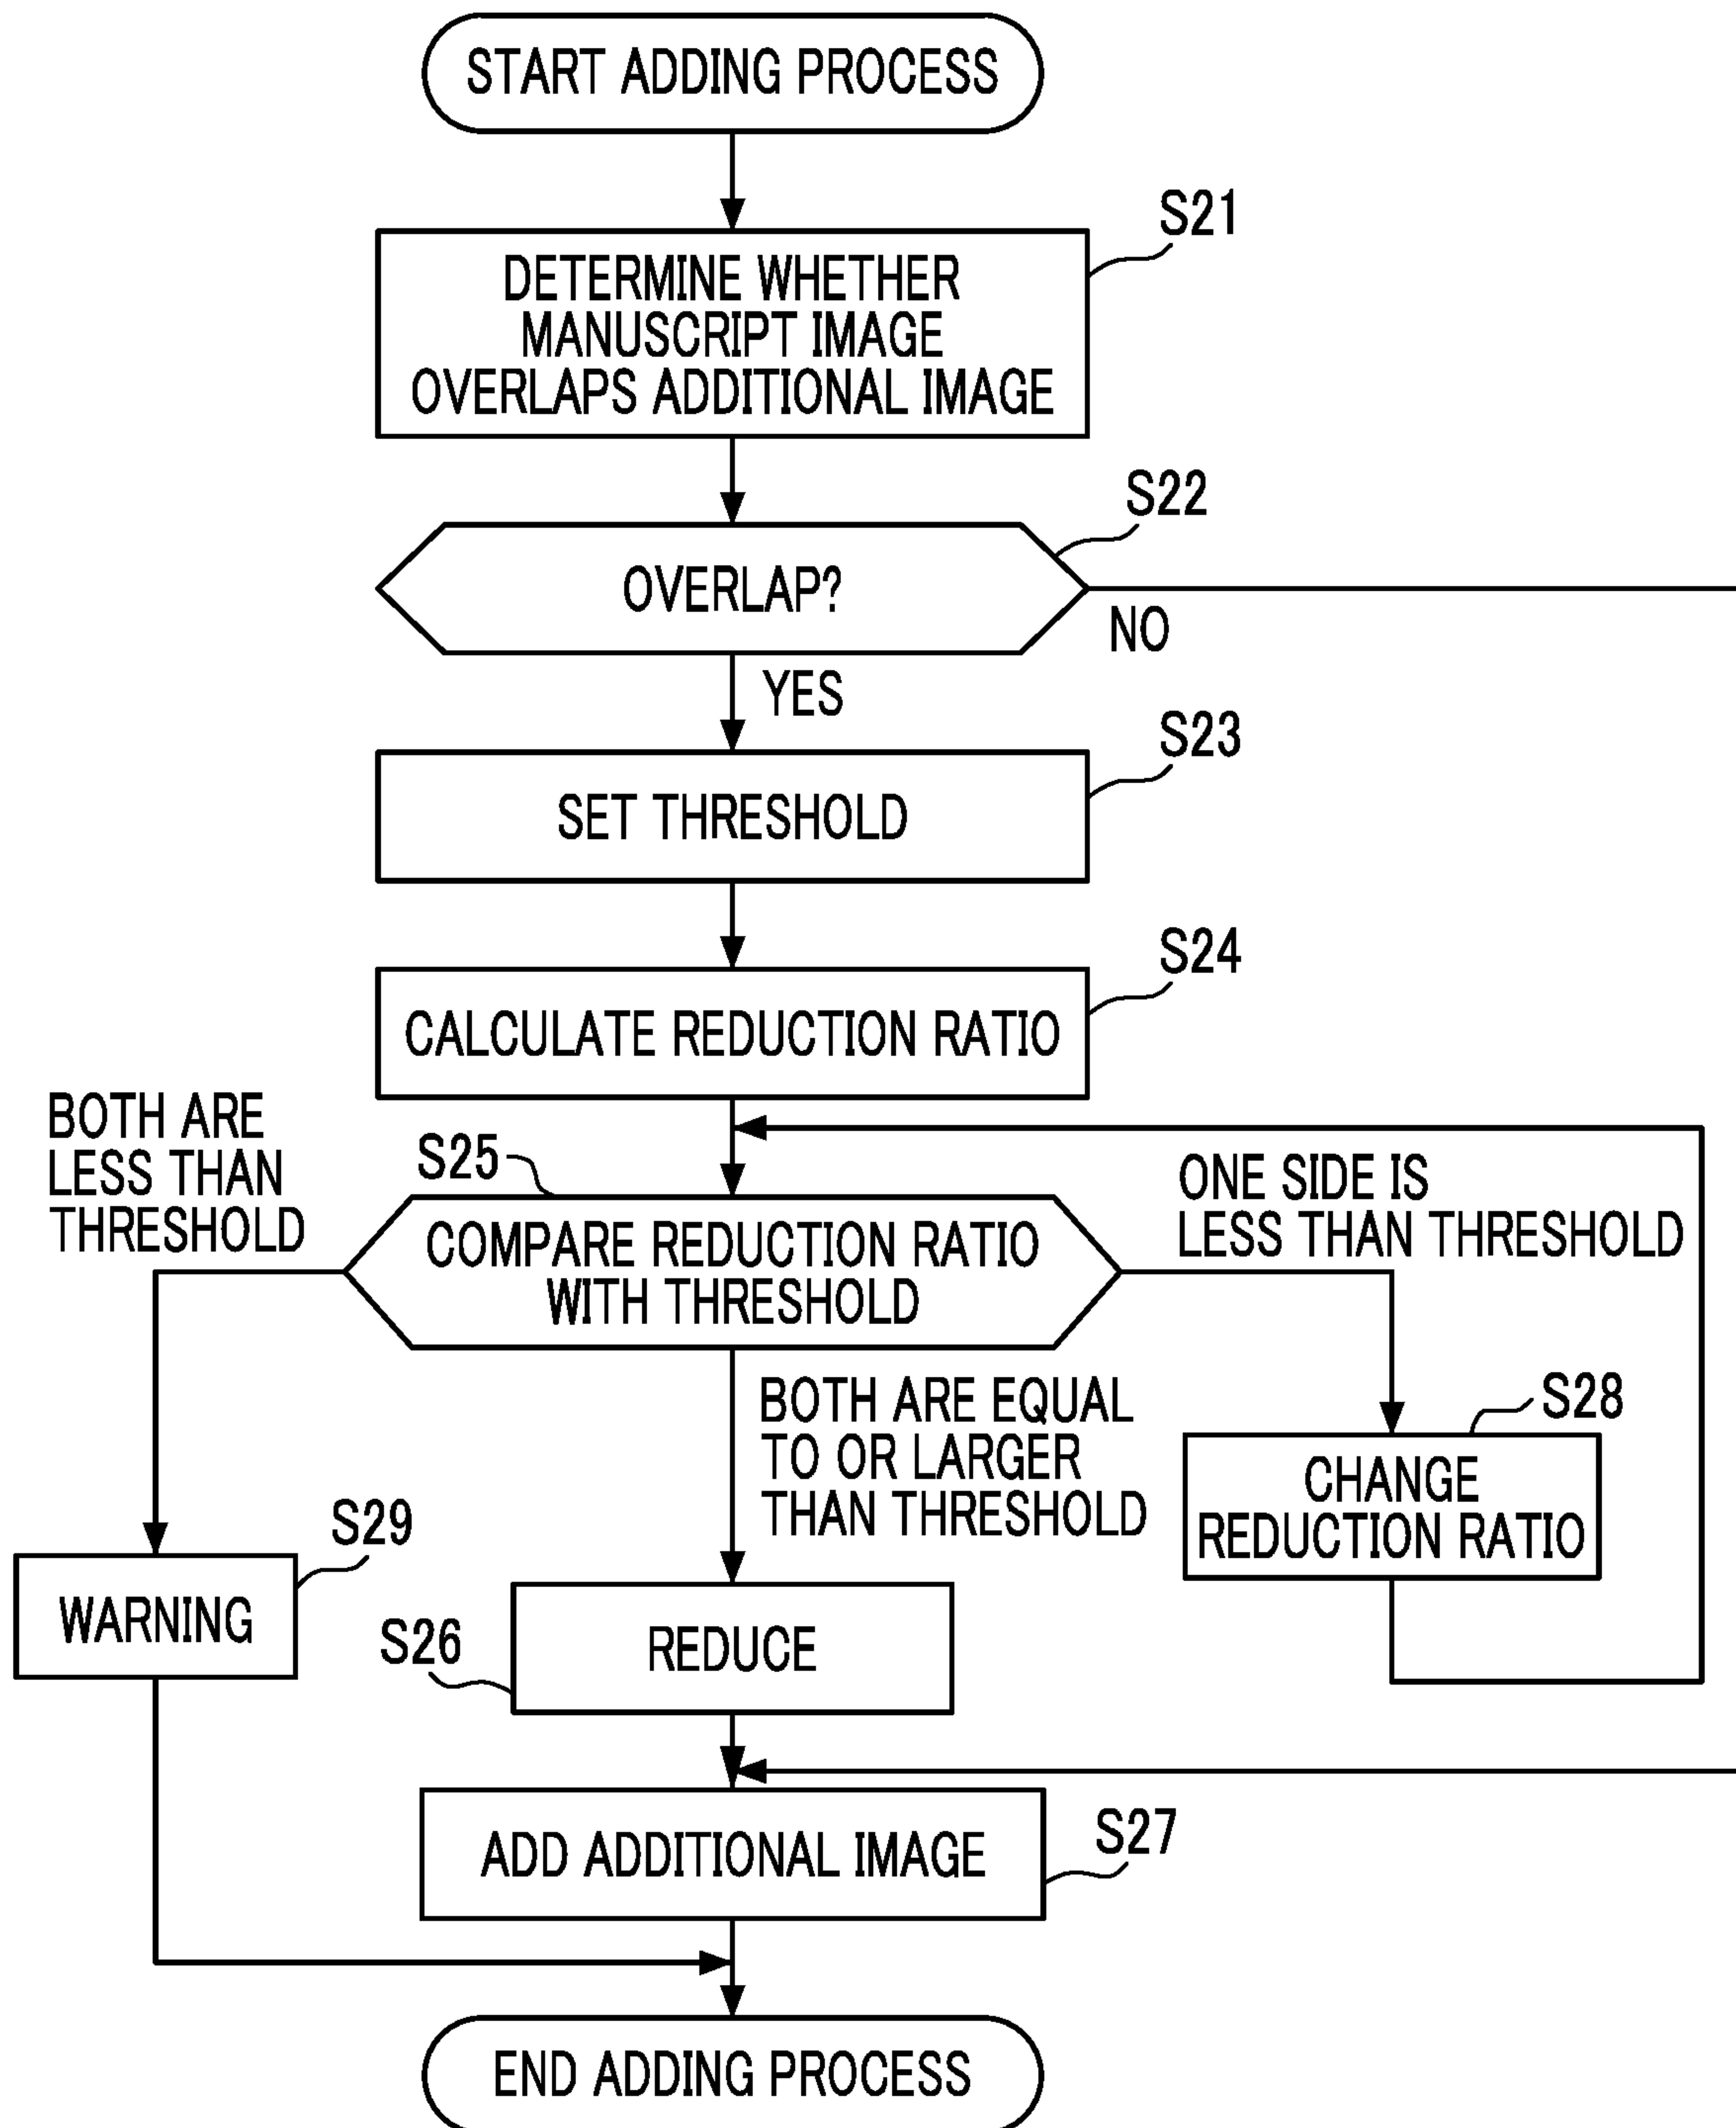 START ADDING PROCESS
S21
DETERMINE WHETHER
MANUSCRIPT IMAGE
OVERLAPS ADDITIONAL IMAGE
S22
OVERLAP?
NO
YES
S23
SET THRESHOLD
S24
CALCULATE REDUCTION RATIO
BOTH ARE
LESS THAN
THRESHOLD
S25
ONE SIDE IS
LESS THAN THRESHOLD
COMPARE REDUCTION RATIO
WITH THRESHOLD
BOTH ARE EQUAL
TO OR LARGER
THAN THRESHOLD
S28
CHANGE
REDUCTION RATIO
S29
WARNING
S26
REDUCE
S27
ADD ADDITIONAL IMAGE
END ADDING PROCESS